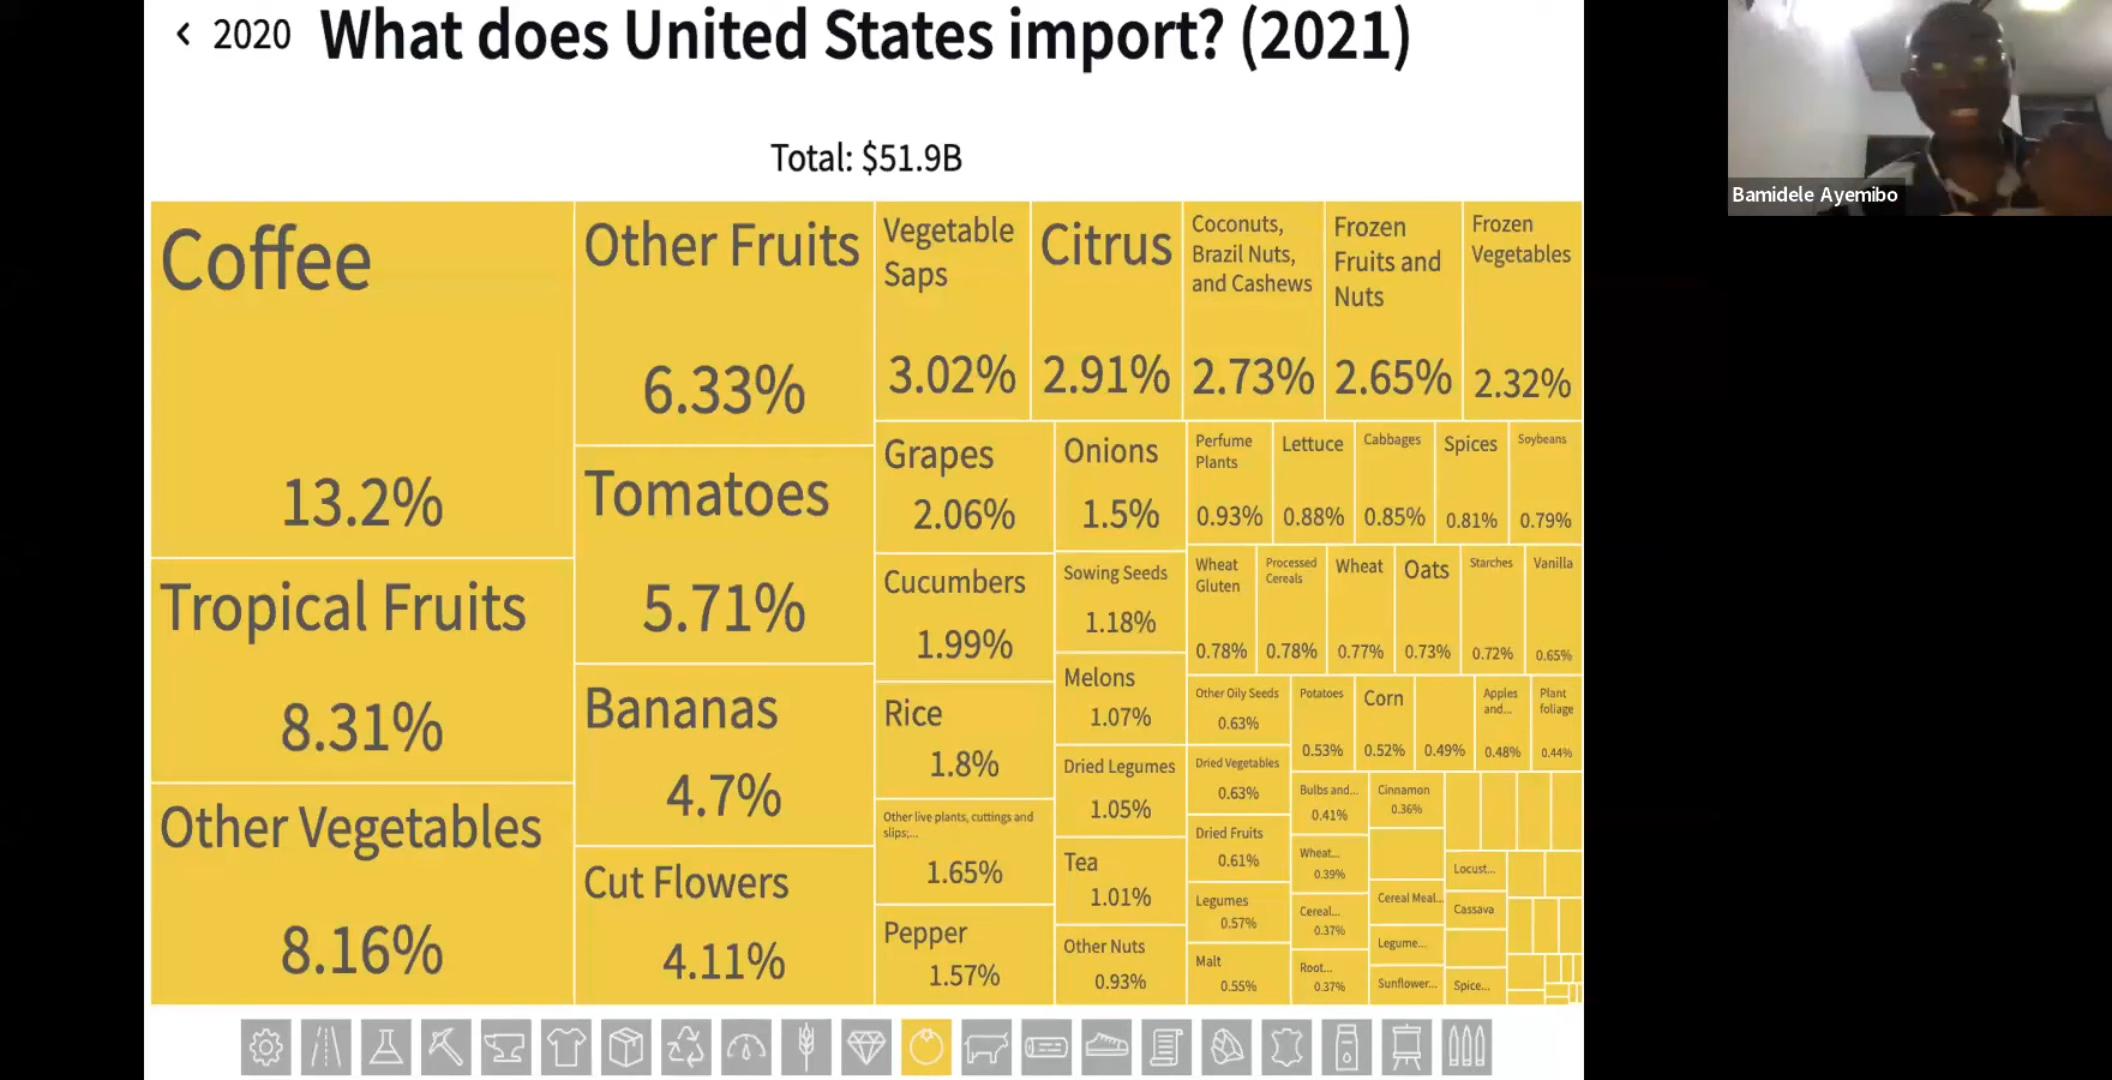 < 2020 What does United States import? (2021)
Total: $51.9B
Bamidele Ayemibo
Coffee
13.2%
Tropical Fruits
8.31%
Other Vegetables
8.16%
Other Fruits
6.33%
Tomatoes
5.71%
Bananas
4.7%
Cut Flowers
4.11%
Vegetable
Saps
3.02%
Citrus
2.91%
Coconuts,
Brazil Nuts,
and Cashews
2.73%
Frozen
Fruits and
Nuts
2.65%
Frozen
Vegetables
2.32%
Grapes
2.06%
Cucumbers
1.99%
Rice
1.8%
Other live plants, cuttings and
slips;...
1.65%
Pepper
1.57%
Onions
1.5%
Sowing Seeds
1.18%
Melons
1.07%
Dried Legumes
1.05%
Tea
1.01%
Other Nuts
0.93%
Perfume
Plants
0.93%
Lettuce
0.88%
Cabbages
0.85%
Spices
0.81%
Soybeans
0.79%
Wheat
Gluten
0.78%
Processed
Cereals
0.78%
Wheat
0.77%
Oats
0.73%
Starches
0.72%
Vanilla
0.65%
Other Oily Seeds
0.63%
Dried Vegetables
0.63%
Dried Fruits
0.61%
Legumes
0.57%
Malt
0.55%
Potatoes
0.53%
Corn
0.52%
0.49%
Apples
and...
0.48%
Plant
foliage
0.44%
Bulbs and...
0.41%
Wheat...
0.39%
Cereal...
0.37%
Root...
0.37%
Cinnamon
0.36%
Cereal Meal...
Legume...
Sunflower...
Locust...
Cassava
Spice...